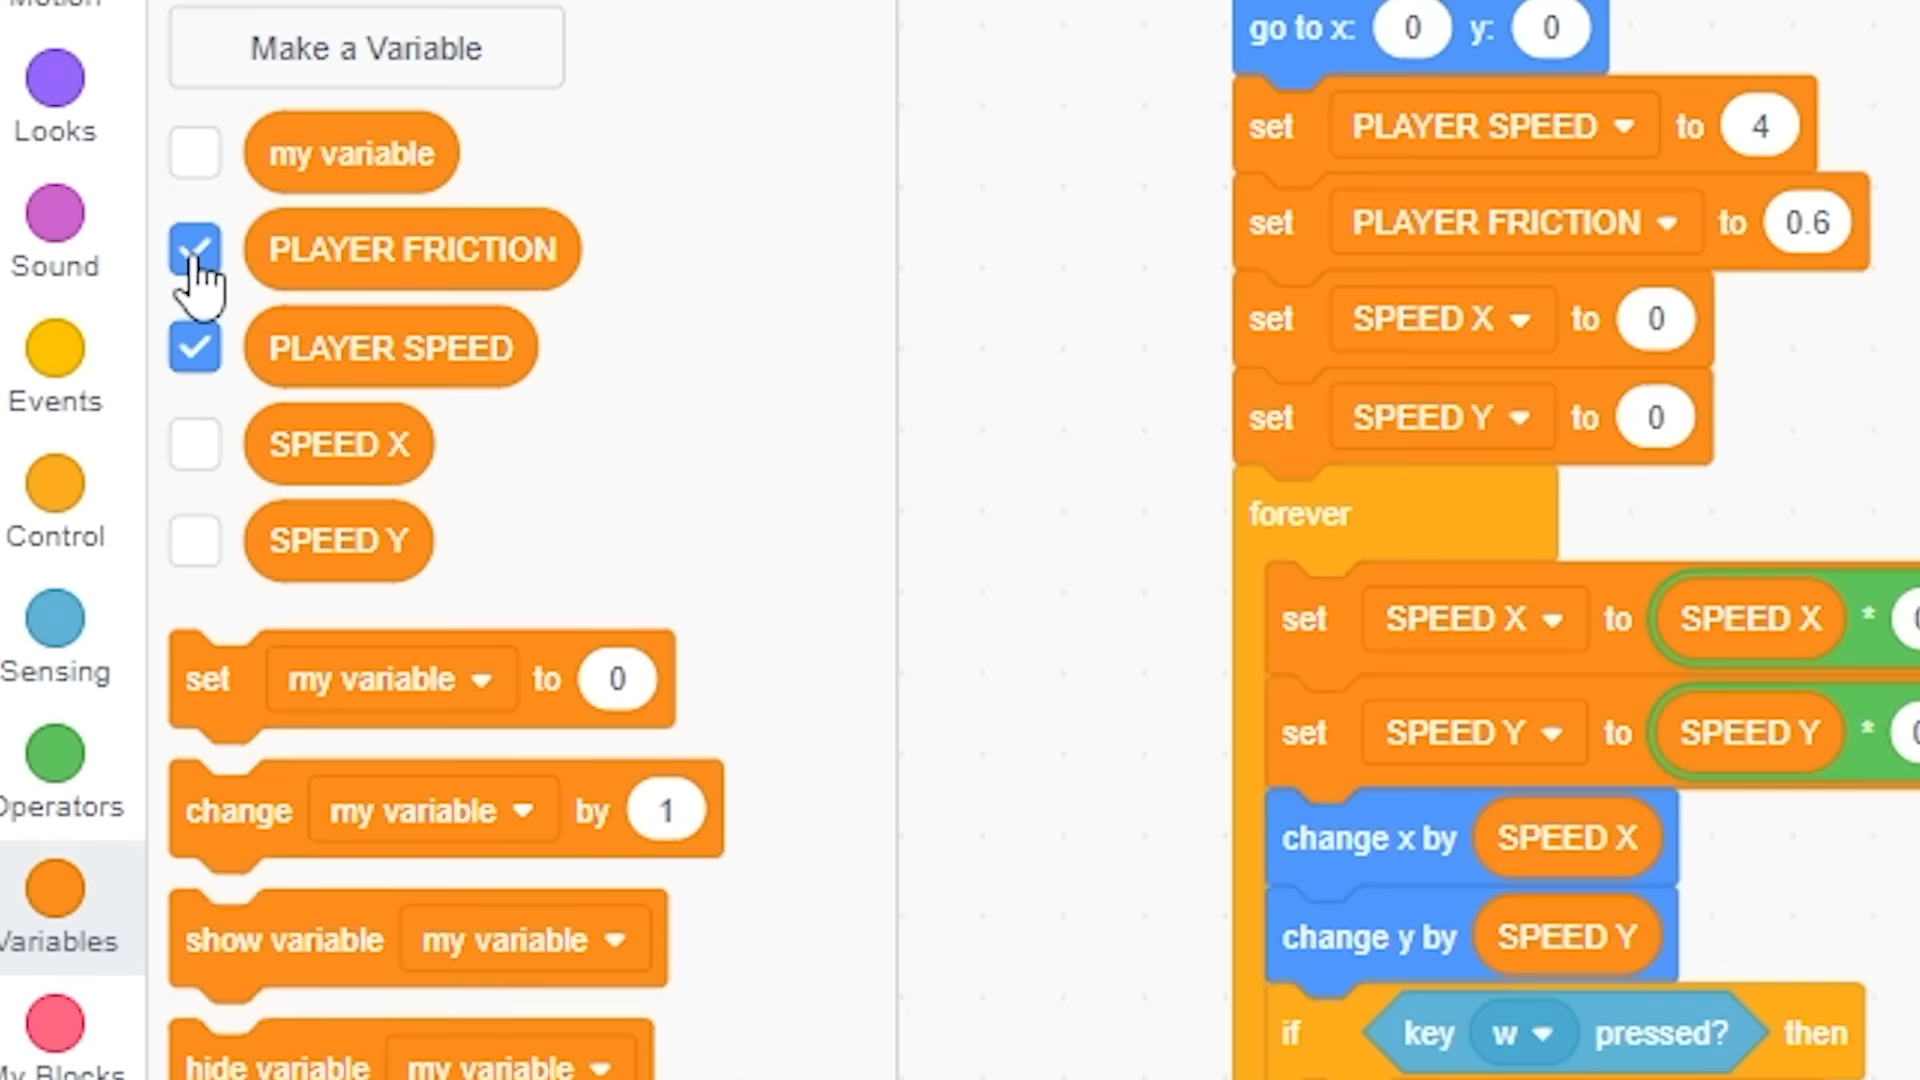 Motion
Looks
Sound
Events
Control
Sensing
Operators
Variables
My Blocks
Make a Variable
my variable
PLAYER FRICTION
PLAYER SPEED
SPEED X
SPEED Y
set my variable to 0
change my variable by 1
show variable my variable
hide variable my variable
go to x: 0 y: 0
set PLAYER SPEED to 4
set PLAYER FRICTION to 0.6
set SPEED X to 0
set SPEED Y to 0
forever
set SPEED X to SPEED X *
set SPEED Y to SPEED Y *
change x by SPEED X
change y by SPEED Y
if key w pressed? then